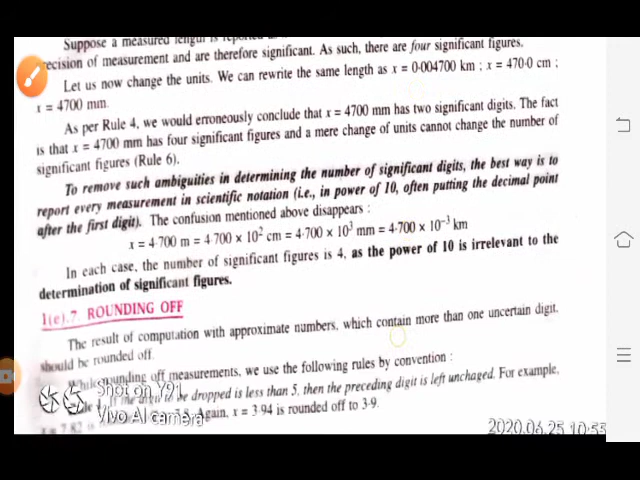 Suppose a measured length is reported
precision of measurement and are therefore significant. As such, there are four significant figures.
Let us now change the units. We can rewrite the same length as x = 0·004700 km ; x = 470·0 cm ;
x = 4700 mm.
As per Rule 4, we would erroneously conclude that x = 4700 mm has two significant digits. The fact
is that x = 4700 mm has four significant figures and a mere change of units cannot change the number of
significant figures (Rule 6).
To remove such ambiguities in determining the number of significant digits, the best way is to
report every measurement in scientific notation (i.e., in power of 10, often putting the decimal point
after the first digit). The confusion mentioned above disappears :
x = 4·700 m = 4·700 × 10² cm = 4·700 × 10³ mm = 4·700 × 10⁻³ km
In each case, the number of significant figures is 4, as the power of 10 is irrelevant to the
determination of significant figures.
1(e).7. ROUNDING OFF
The result of computation with approximate numbers, which contain more than one uncertain digit.
should be rounded off.
While rounding off measurements, we use the following rules by convention :
be dropped is less than 5, then the preceding digit is left unchaged. For example,
x = 7·82 is Again, x = 3·94 is rounded off to 3·9.
Shot on Y91
Vivo AI camera
2020.06.25 10:55